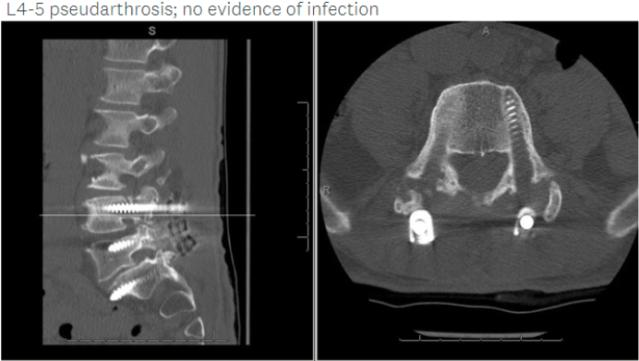 L4-5 pseudarthrosis; no evidence of infection
S
A
R